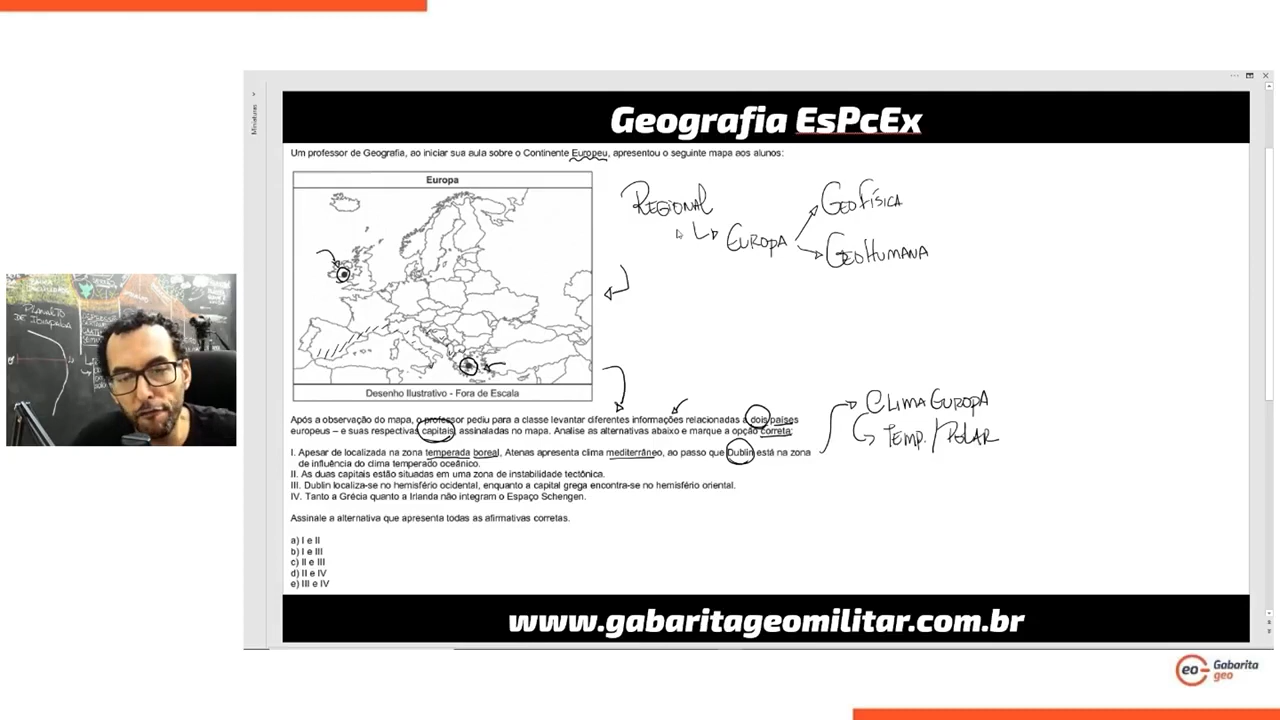 Geografia EsPCEx
Um professor de Geografia, ao iniciar sua aula sobre o Continente Europeu, apresentou o seguinte mapa aos alunos:
Europa
Desenho Ilustrativo - Fora de Escala
REGIONAL
EUROPA
GEOFÍSICA
GEOHUMANA
Após a observação do mapa, o professor pediu para a classe levantar diferentes informações relacionadas a dois países
europeus – e suas respectivas capitais, assinaladas no mapa. Analise as alternativas abaixo e marque a opção correta;
I. Apesar de localizada na zona temperada boreal, Atenas apresenta clima mediterrâneo, ao passo que Dublin está na zona
de influência do clima temperado oceânico.
II. As duas capitais estão situadas em uma zona de instabilidade tectônica.
III. Dublin localiza-se no hemisfério ocidental, enquanto a capital grega encontra-se no hemisfério oriental.
IV. Tanto a Grécia quanto a Irlanda não integram o Espaço Schengen.
CLIMA EUROPA
TEMP./POLAR
Assinale a alternativa que apresenta todas as afirmativas corretas.
a) I e II
b) I e III
c) II e III
d) II e IV
e) III e IV
www.gabaritageomilitar.com.br
Miniaturas
PLANALTO
DE IBIAPABA
eo
Gabarita
geo